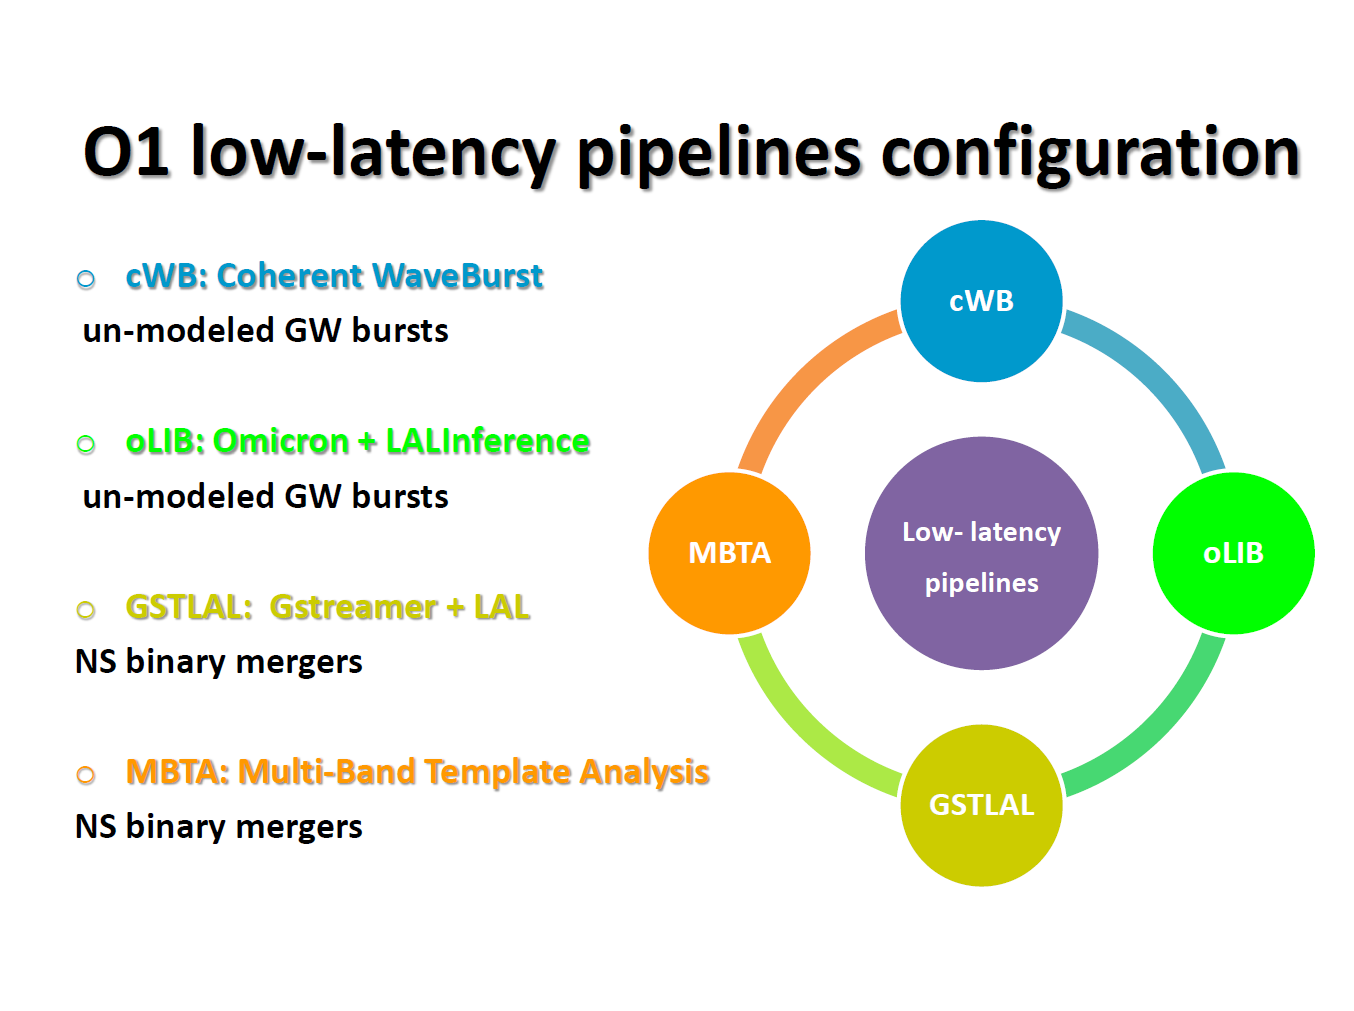 O1 low-latency pipelines configuration
cWB: Coherent WaveBurst
un-modeled GW bursts
oLIB: Omicron + LALInference
un-modeled GW bursts
GSTLAL: Gstreamer + LAL
NS binary mergers
MBTA: Multi-Band Template Analysis
NS binary mergers
cWB
MBTA
Low- latency
pipelines
oLIB
GSTLAL